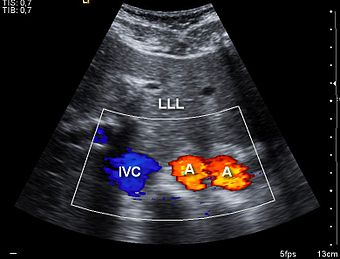 TIS: 0,7
TIB: 0,7
LLL
IVC
A
A
5fps
13cm